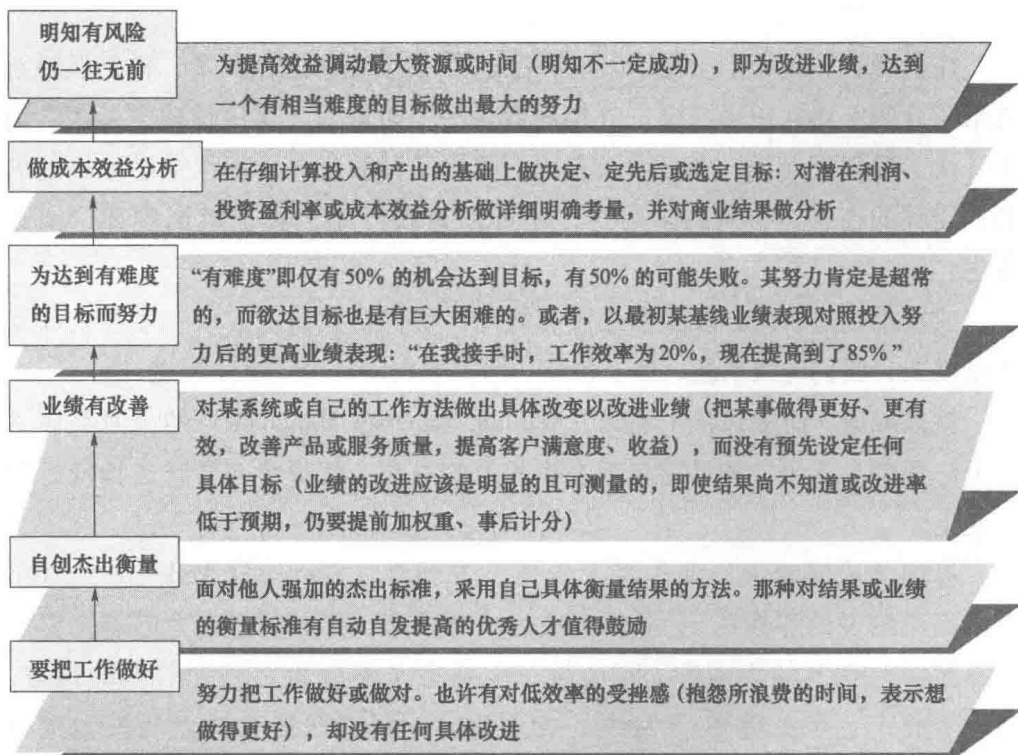 明知有风险
仍一往无前
为提高效益调动最大资源或时间（明知不一定成功），即为改进业绩，达到
一个有相当难度的目标做出最大的努力
做成本效益分析
在仔细计算投入和产出的基础上做决定、定先后或选定目标：对潜在利润、
投资盈利率或成本效益分析做详细明确考量，并对商业结果做分析
为达到有难度
的目标而努力
“有难度”即仅有50% 的机会达到目标，有50% 的可能失败。其努力肯定是超常
的，而欲达目标也是有巨大困难的。或者，以最初某基线业绩表现对照投入努
力后的更高业绩表现：“在我接手时，工作效率为20%，现在提高到了85%”
业绩有改善
对某系统或自己的工作方法做出具体改变以改进业绩（把某事做得更好、更有
效，改善产品或服务质量，提高客户满意度、收益），而没有预先设定任何
具体目标（业绩的改进应该是明显的且可测量的，即使结果尚不知道或改进率
低于预期，仍要提前加权重、事后计分）
自创杰出衡量
面对他人强加的杰出标准，采用自己具体衡量结果的方法。那种对结果或业绩
的衡量标准有自动自发提高的优秀人才值得鼓励
要把工作做好
努力把工作做好或做对。也许有对低效率的受挫感(抱怨所浪费的时间，表示想
做得更好），却没有任何具体改进